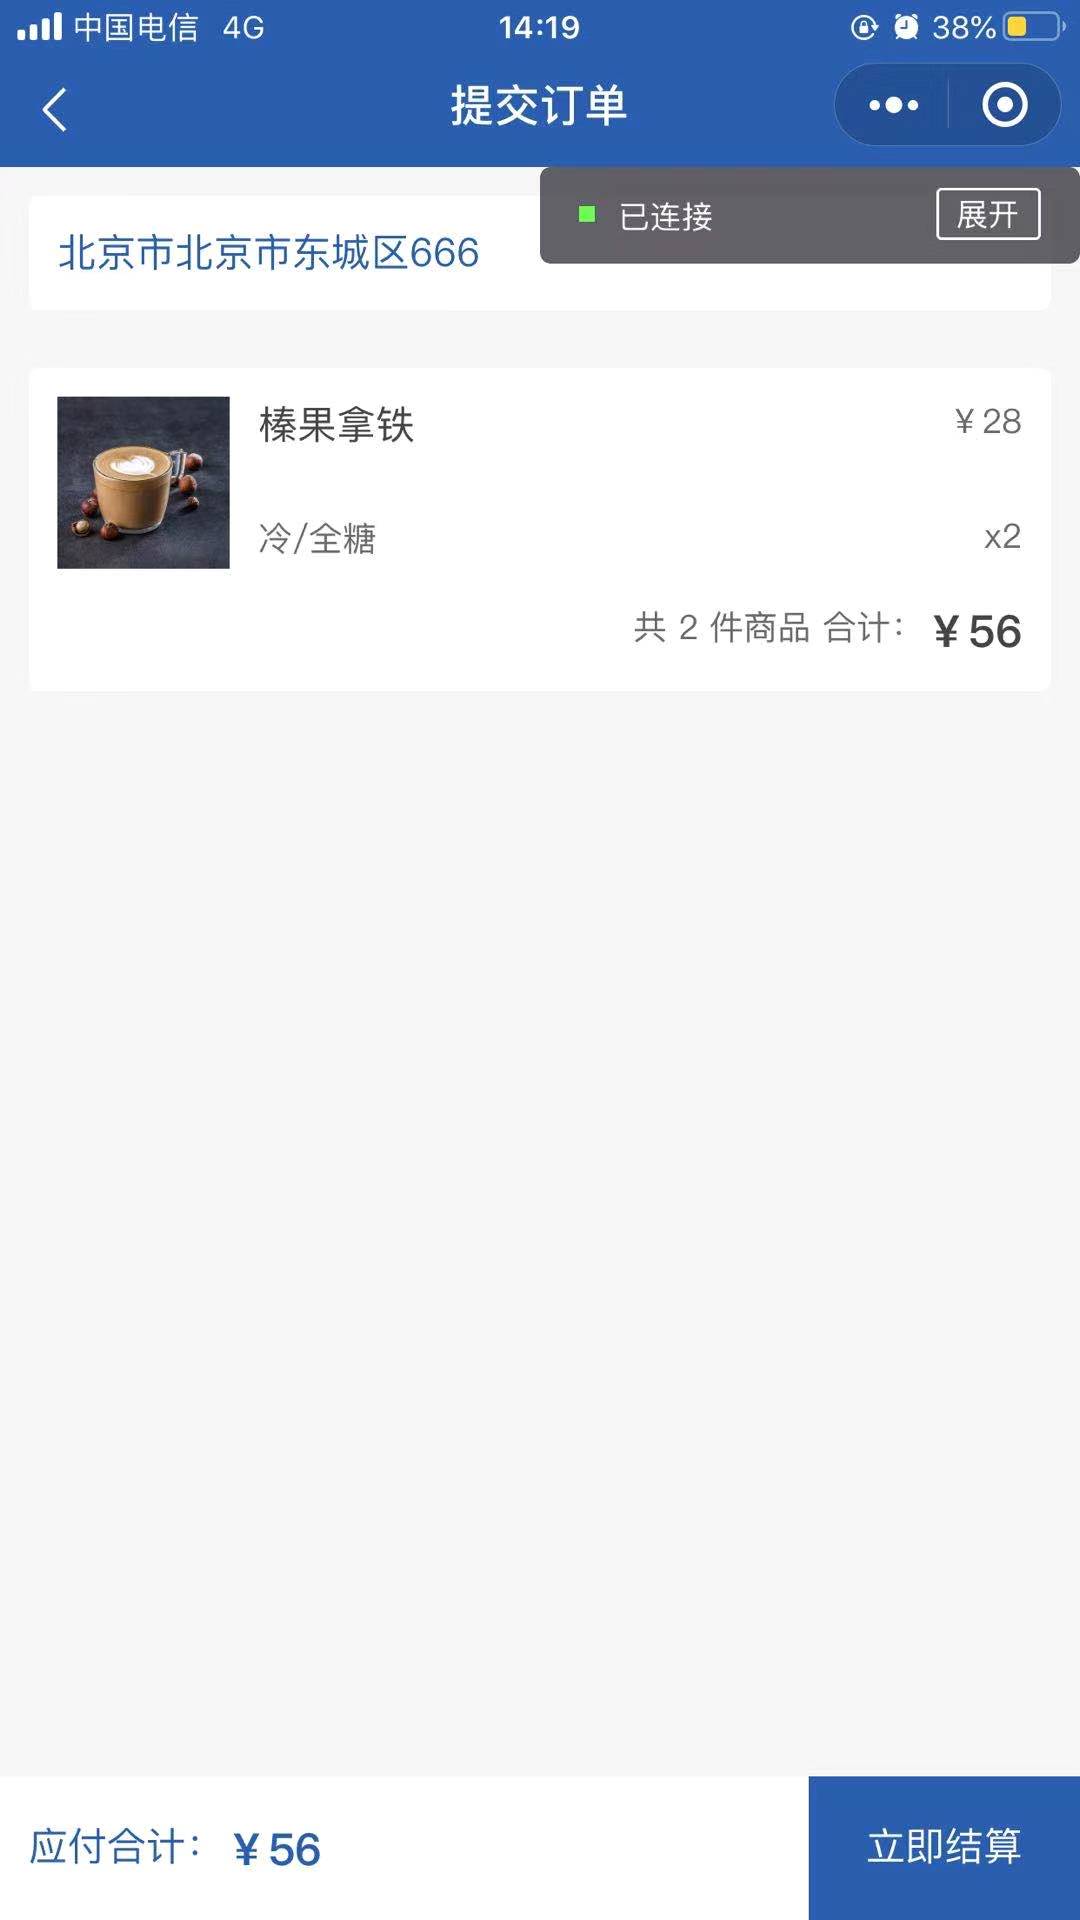 中国电信 4G 14:19 38%
提交订单
已连接 展开
北京市北京市东城区666
榛果拿铁 ¥28
冷/全糖 x2
共 2 件商品 合计： ¥56
应付合计： ¥56 立即结算